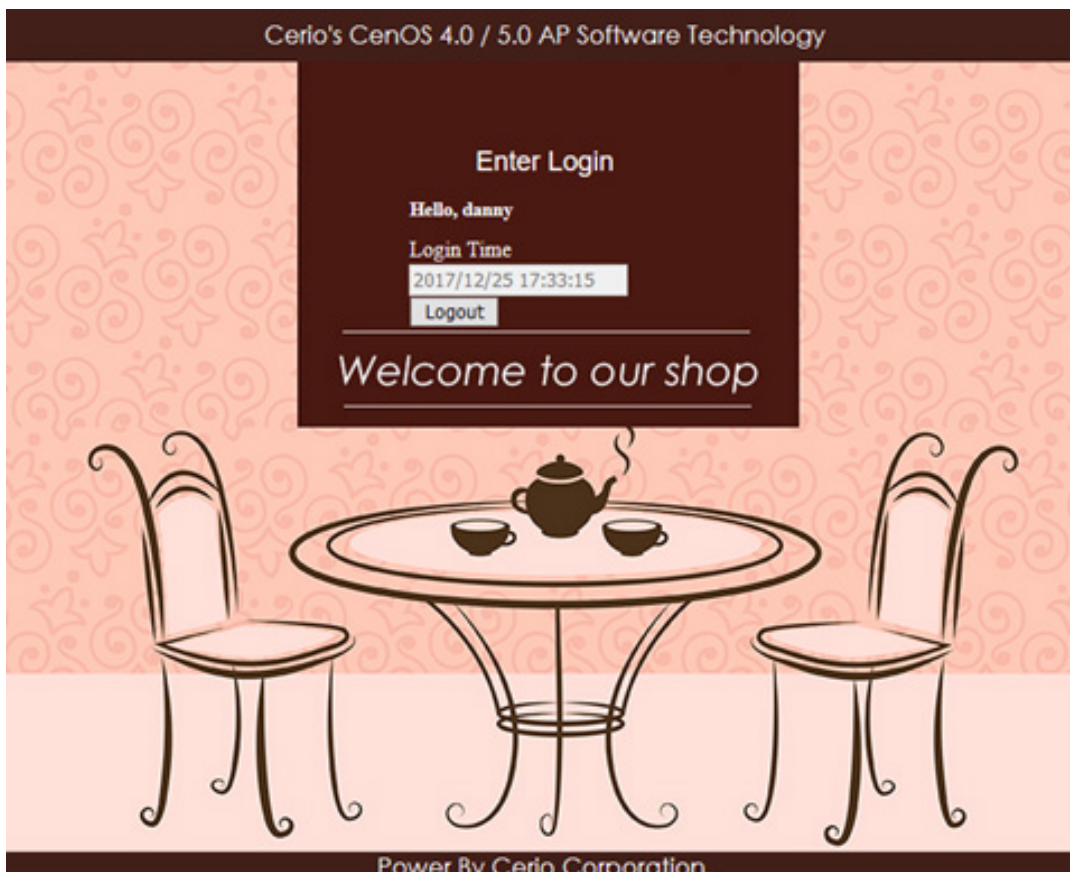 Cerio's CenOS 4.0 / 5.0 AP Software Technology
Enter Login
Hello, danny
Login Time
2017/12/25 17:33:15
Logout
Welcome to our shop
Power By Cerio Corporation